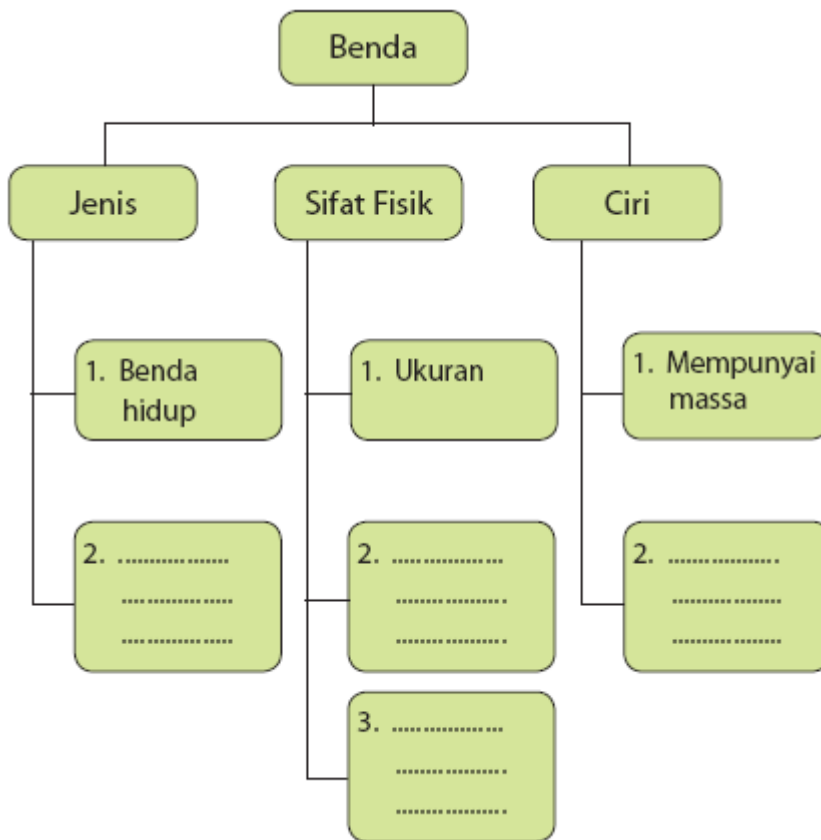 Benda
Jenis
Sifat Fisik
Ciri
1. Benda
hidup
1. Ukuran
1. Mempunyai
massa
2. .................
.................
.................
2. .................
.................
.................
2. .................
.................
.................
3. .................
.................
.................